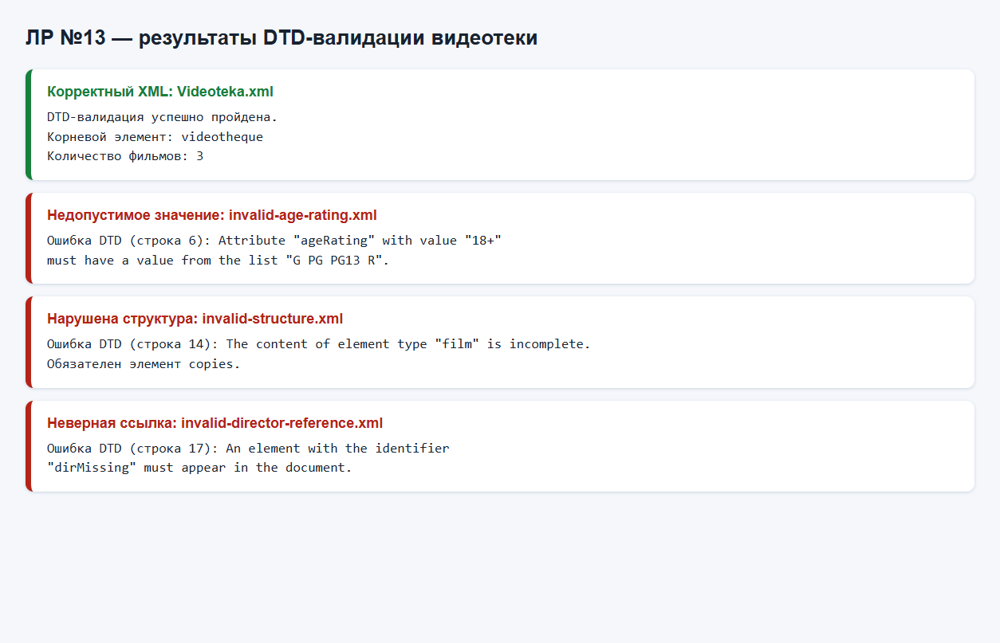 ЛР №13 — результаты DTD-валидации видеотеки
Корректный XML: Videoteka.xml
DTD-валидация успешно пройдена.
Корневой элемент: videotheque
Количество фильмов: 3
Недопустимое значение: invalid-age-rating.xml
Ошибка DTD (строка 6): Attribute "ageRating" with value "18+"
must have a value from the list "G PG PG13 R".
Нарушена структура: invalid-structure.xml
Ошибка DTD (строка 14): The content of element type "film" is incomplete.
Обязателен элемент copies.
Неверная ссылка: invalid-director-reference.xml
Ошибка DTD (строка 17): An element with the identifier
"dirMissing" must appear in the document.